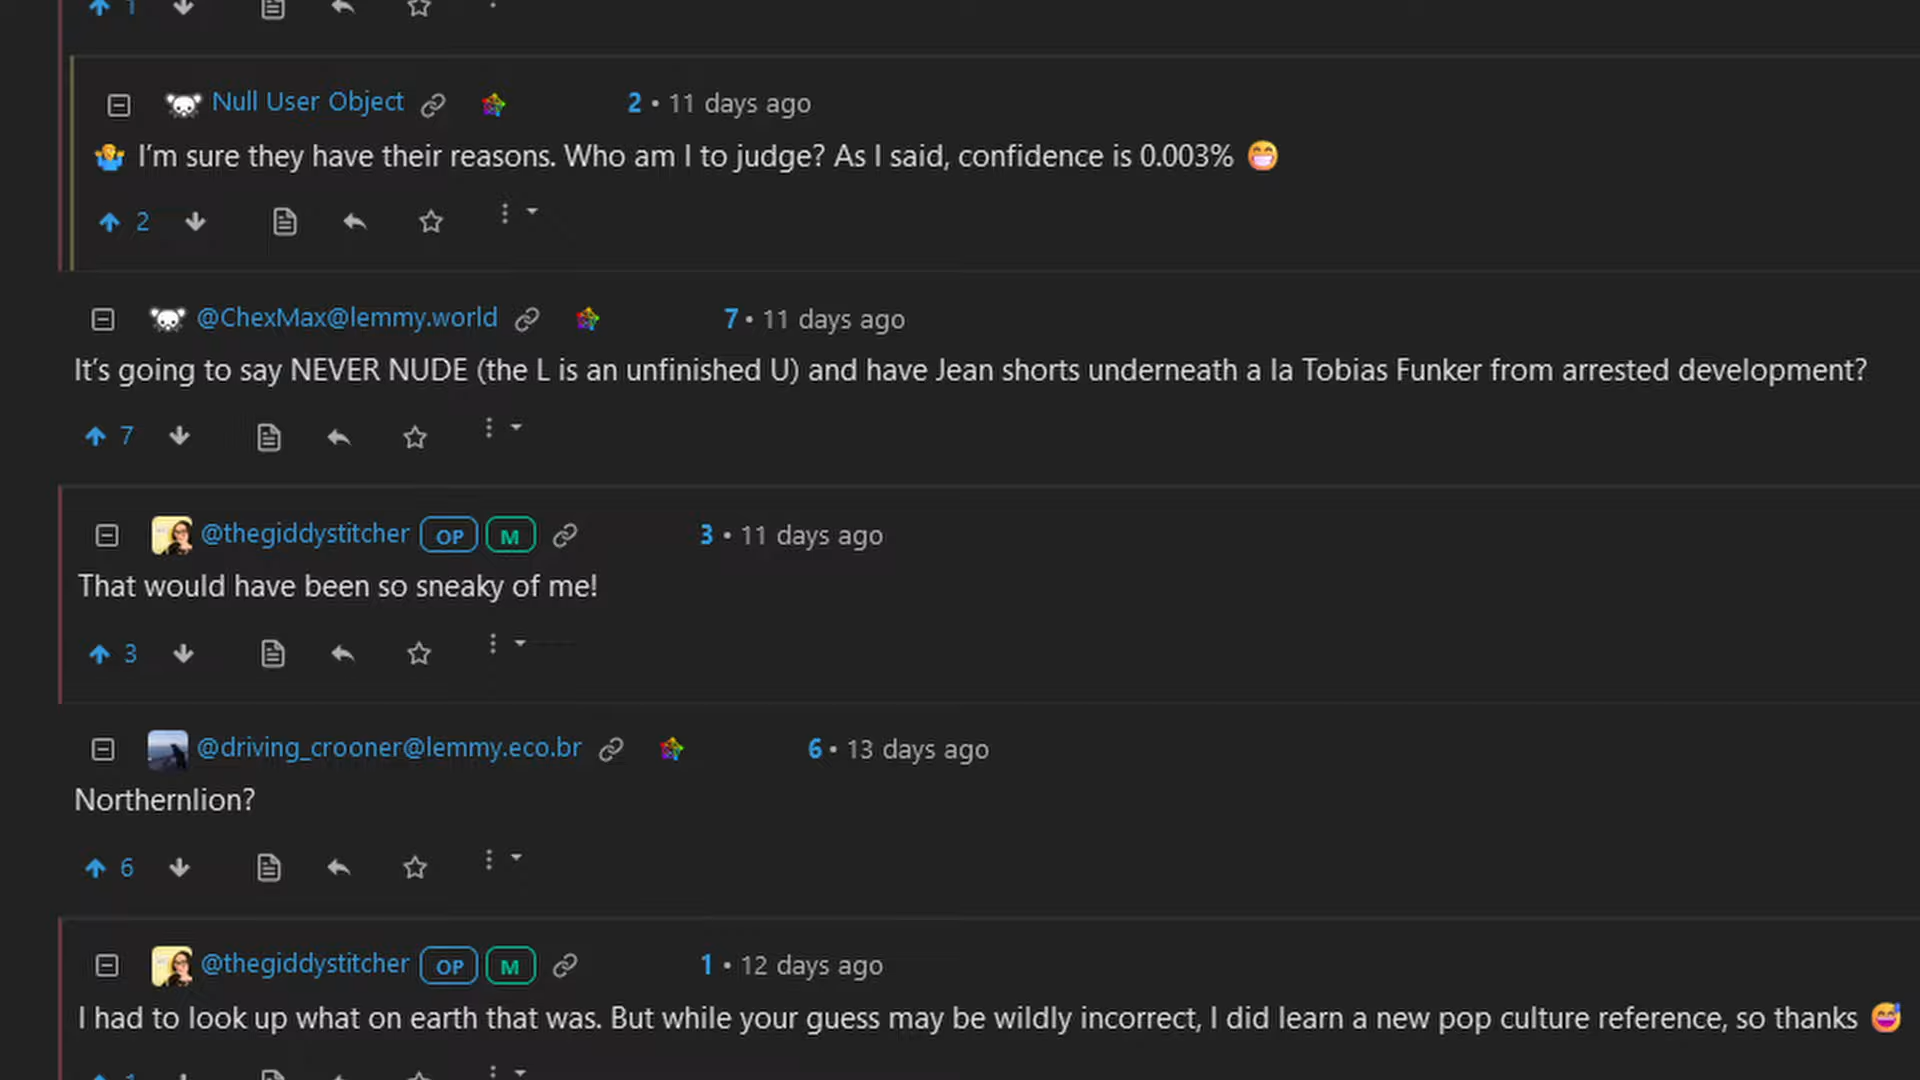 1
Null User Object 2 • 11 days ago
🤷 I’m sure they have their reasons. Who am I to judge? As I said, confidence is 0.003% 😁
2
@ChexMax@lemmy.world 7 • 11 days ago
It’s going to say NEVER NUDE (the L is an unfinished U) and have Jean shorts underneath a la Tobias Funker from arrested development?
7
@thegiddystitcher OP M 3 • 11 days ago
That would have been so sneaky of me!
3
@driving_crooner@lemmy.eco.br 6 • 13 days ago
Northernlion?
6
@thegiddystitcher OP M 1 • 12 days ago
I had to look up what on earth that was. But while your guess may be wildly incorrect, I did learn a new pop culture reference, so thanks 😅
1